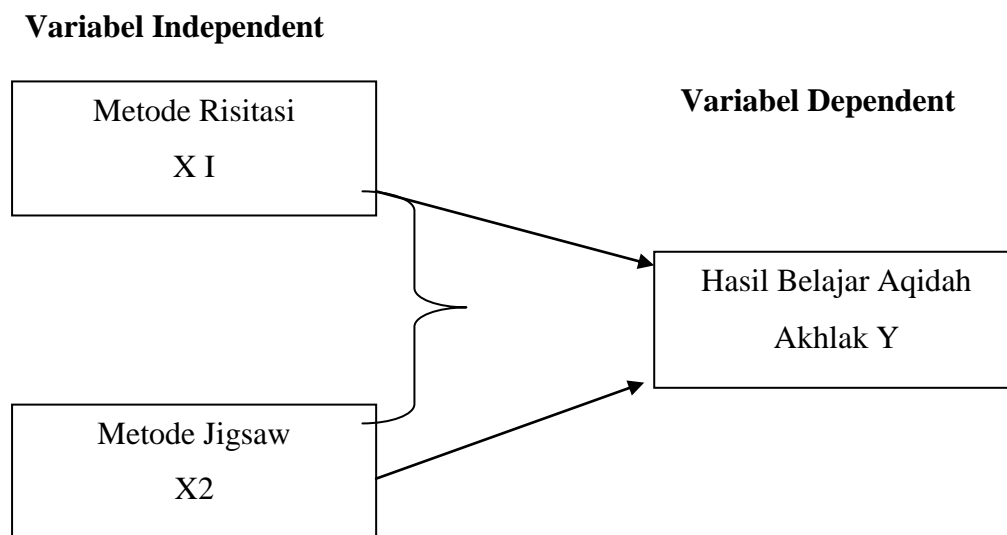 Variabel Independent
Metode Risitasi
X I
Variabel Dependent
Hasil Belajar Aqidah
Akhlak Y
Metode Jigsaw
X2